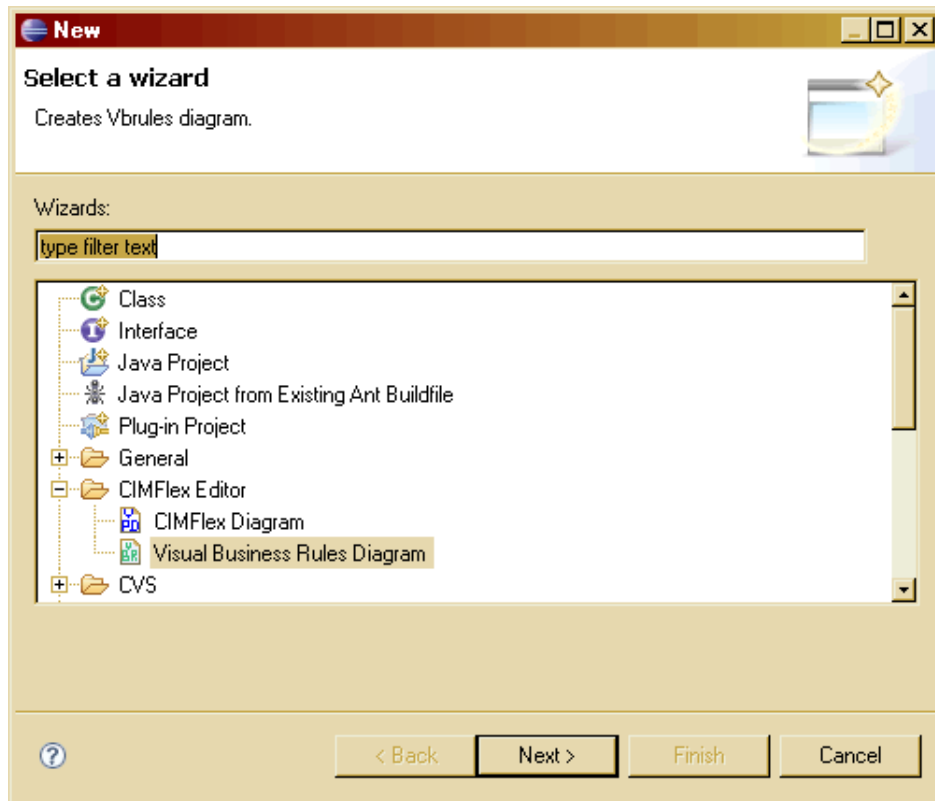 New
Select a wizard
Creates Vbrules diagram.
Wizards:
type filter text
Class
Interface
Java Project
Java Project from Existing Ant Buildfile
Plug-in Project
General
CIMFlex Editor
CIMFlex Diagram
Visual Business Rules Diagram
CVS
< Back Next > Finish Cancel